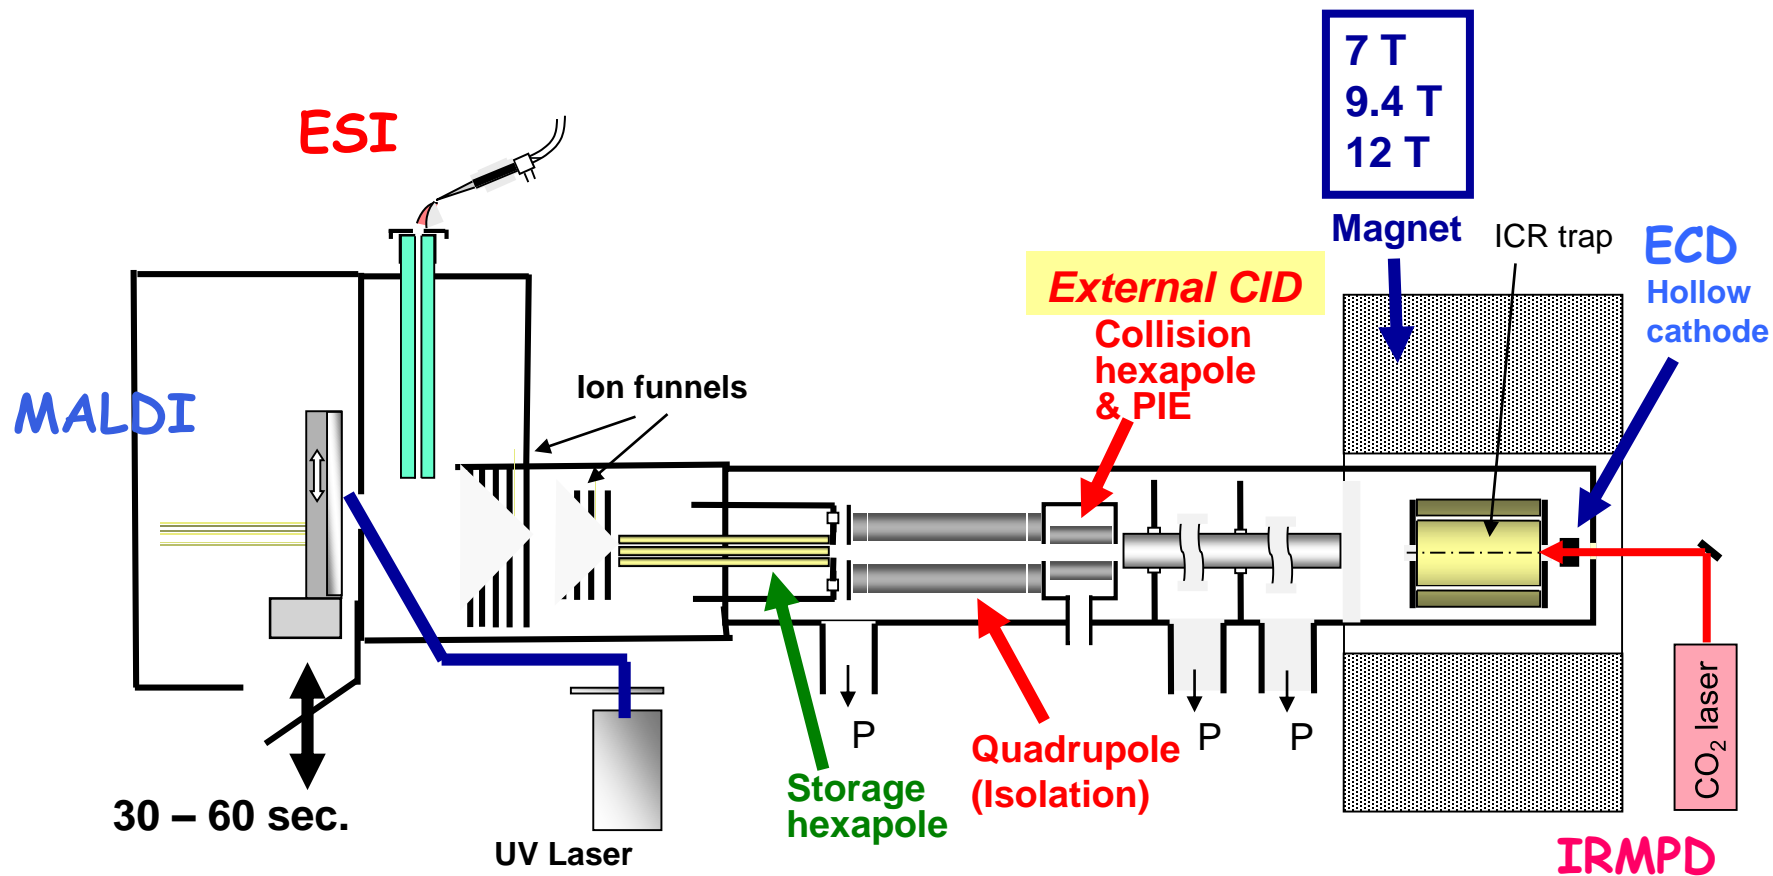 7 T
9.4 T
12 T
ESI
Magnet
ICR trap
ECD
Hollow
cathode
External CID
Collision
hexapole
& PIE
Ion funnels
MALDI
P
P
P
Quadrupole
(Isolation)
Storage
hexapole
30 – 60 sec.
UV Laser
CO₂ laser
IRMPD